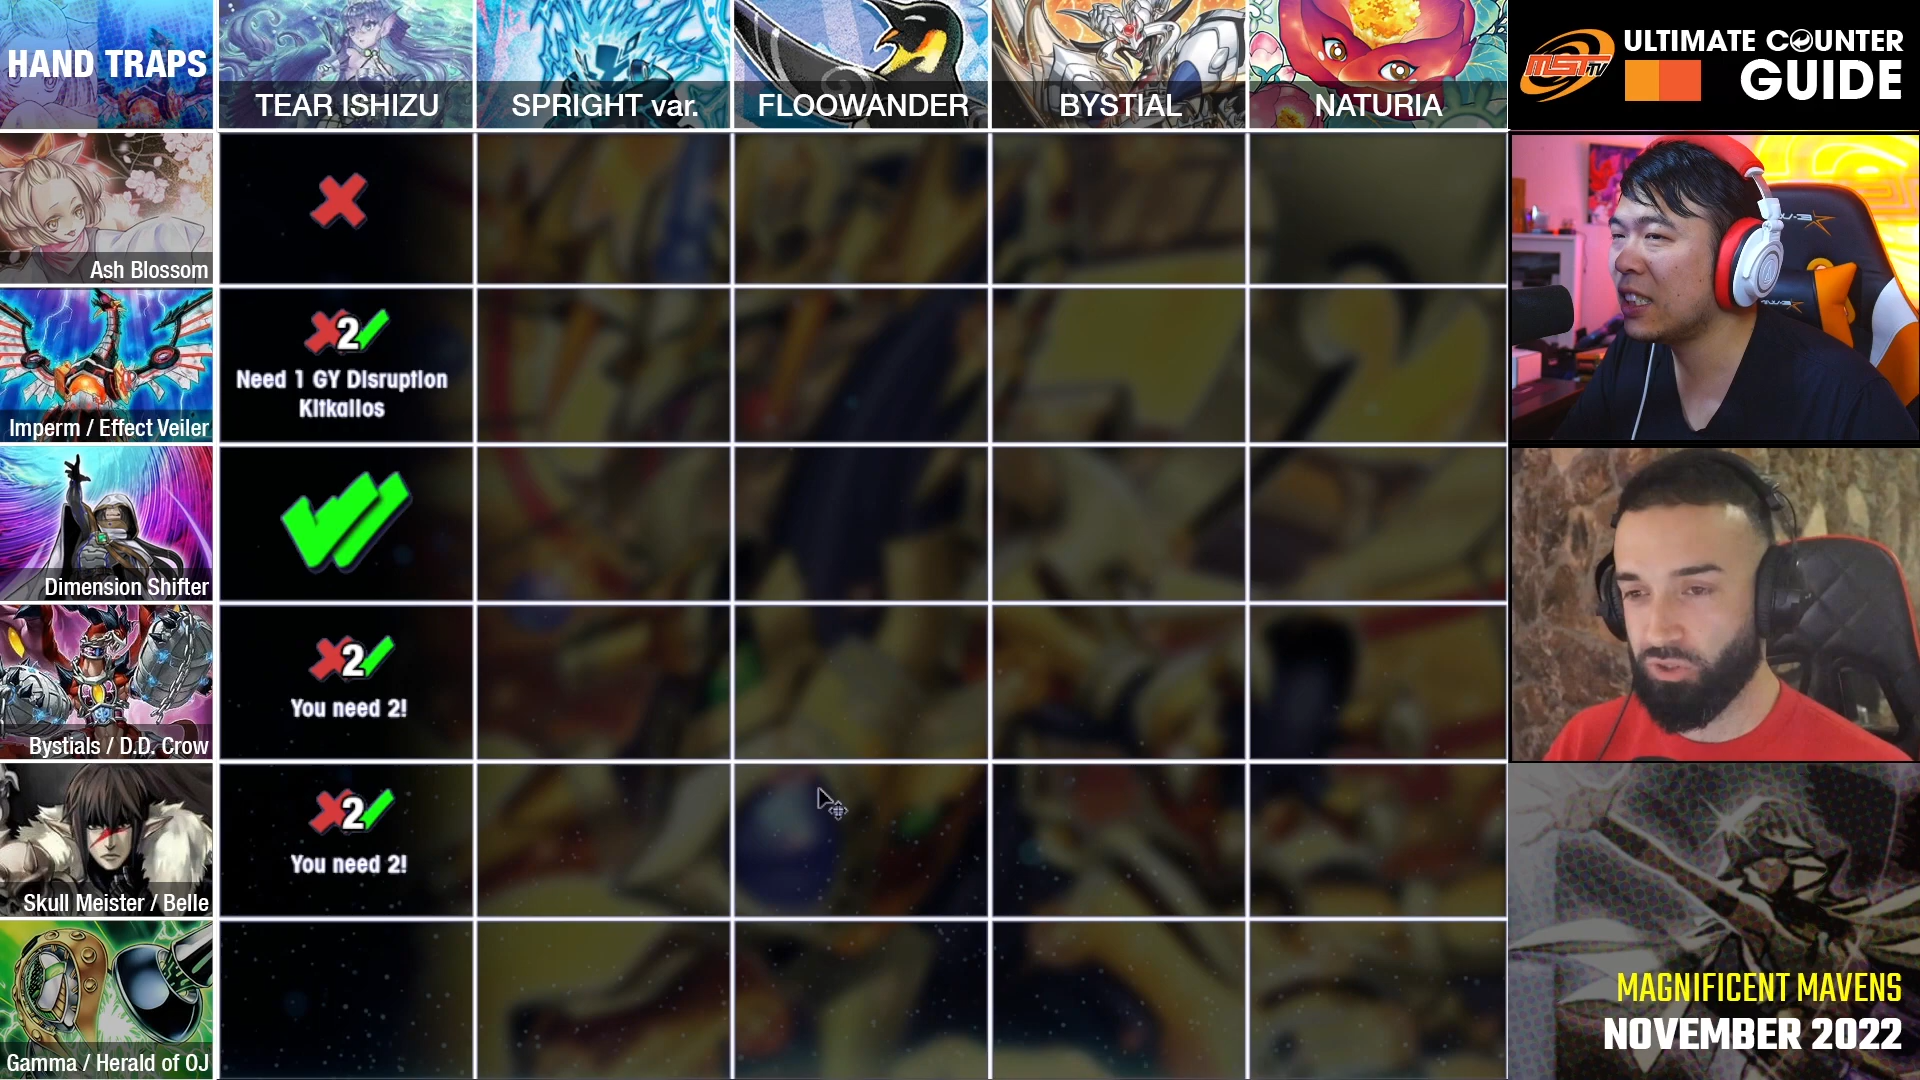 HAND TRAPS
TEAR ISHIZU
SPRIGHT var.
FLOOWANDER
BYSTIAL
NATURIA
MSTTV
ULTIMATE COUNTER
GUIDE
Ash Blossom
2
Need 1 GY Disruption
Kitkallos
Imperm / Effect Veiler
Dimension Shifter
2
You need 2!
Bystials / D.D. Crow
2
You need 2!
Skull Meister / Belle
Gamma / Herald of OJ
MAGNIFICENT MAVENS
NOVEMBER 2022